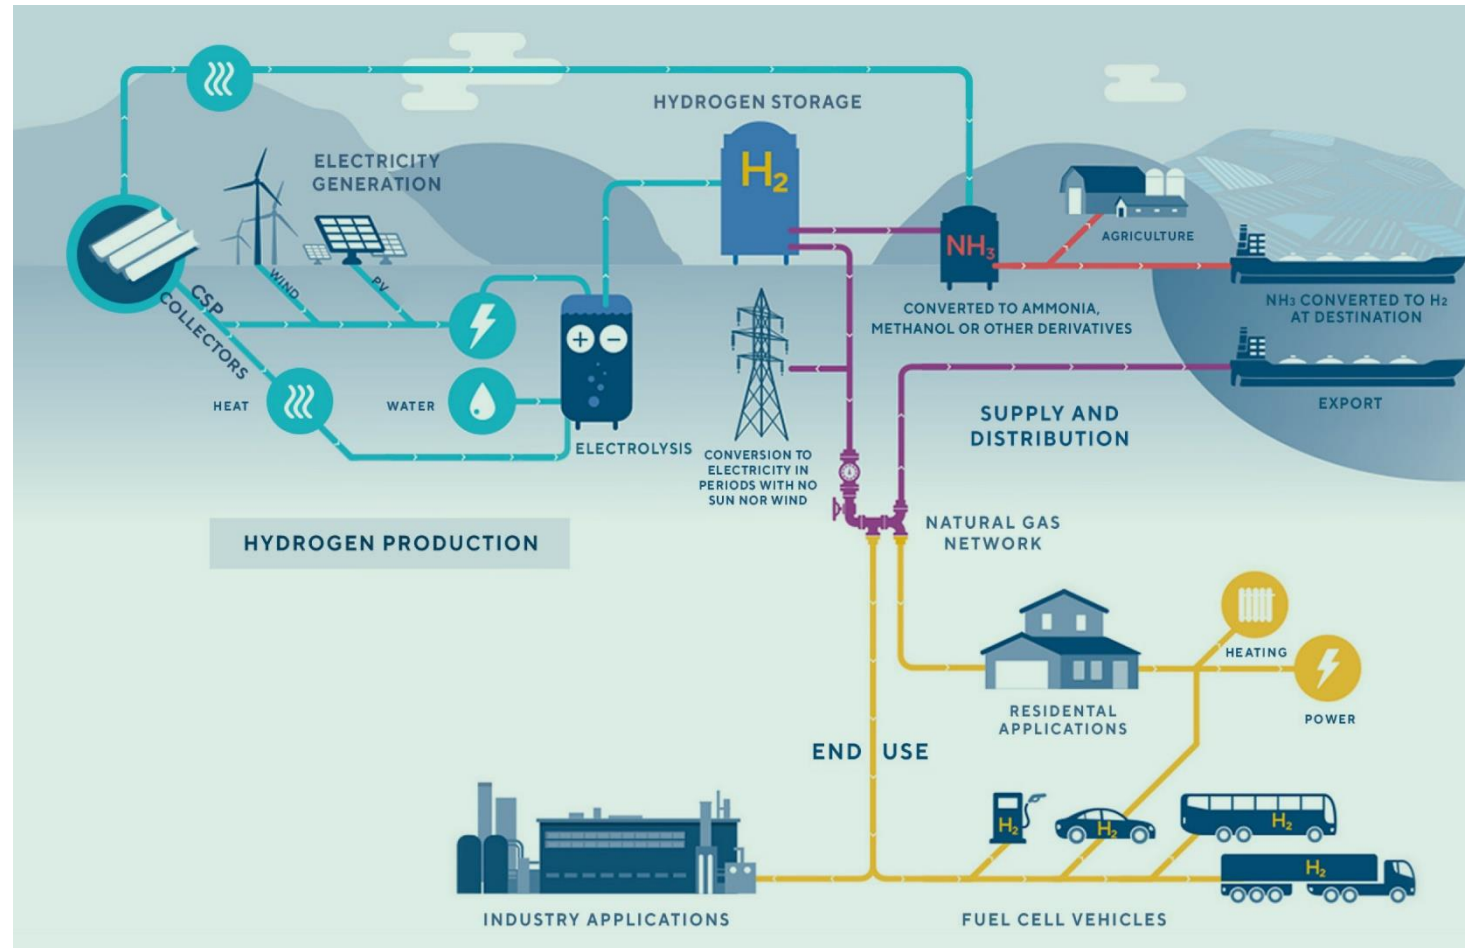 HYDROGEN STORAGE
H₂
ELECTRICITY
GENERATION
WIND
PV
CSP
COLLECTORS
HEAT
WATER
+ −
ELECTROLYSIS
HYDROGEN PRODUCTION
CONVERSION TO
ELECTRICITY IN
PERIODS WITH NO
SUN NOR WIND
NH₃
CONVERTED TO AMMONIA,
METHANOL OR OTHER DERIVATIVES
AGRICULTURE
NH₃ CONVERTED TO H₂
AT DESTINATION
EXPORT
SUPPLY AND
DISTRIBUTION
NATURAL GAS
NETWORK
HEATING
POWER
RESIDENTAL
APPLICATIONS
END USE
INDUSTRY APPLICATIONS
H₂
H₂
H₂
H₂
FUEL CELL VEHICLES